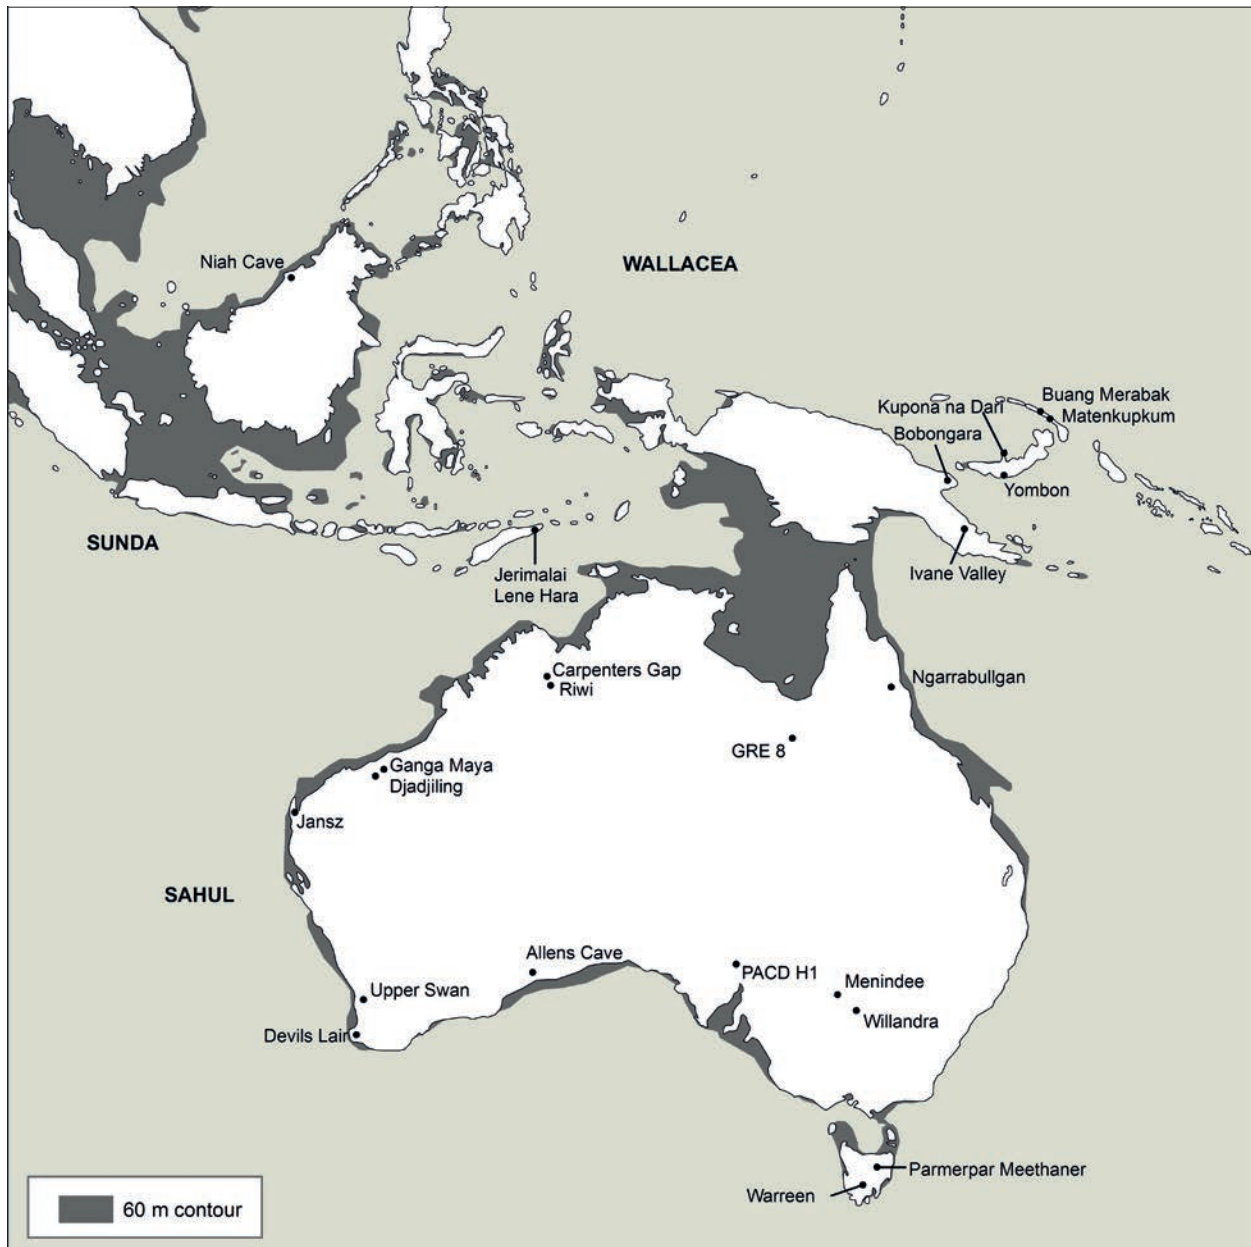 Niah Cave
WALLACEA
Buang Merabak
Matenkupkum
Kupona na Dari
Bobongara
Yombon
SUNDA
Ivane Valley
Jerimalai
Lene Hara
Carpenters Gap
Riwi
Ngarrabullgan
GRE 8
Ganga Maya
Djadjiling
Jansz
SAHUL
Allens Cave
PACD H1
Menindee
Upper Swan
Willandra
Devils Lair
Parmerpar Meethaner
Warreen
60 m contour